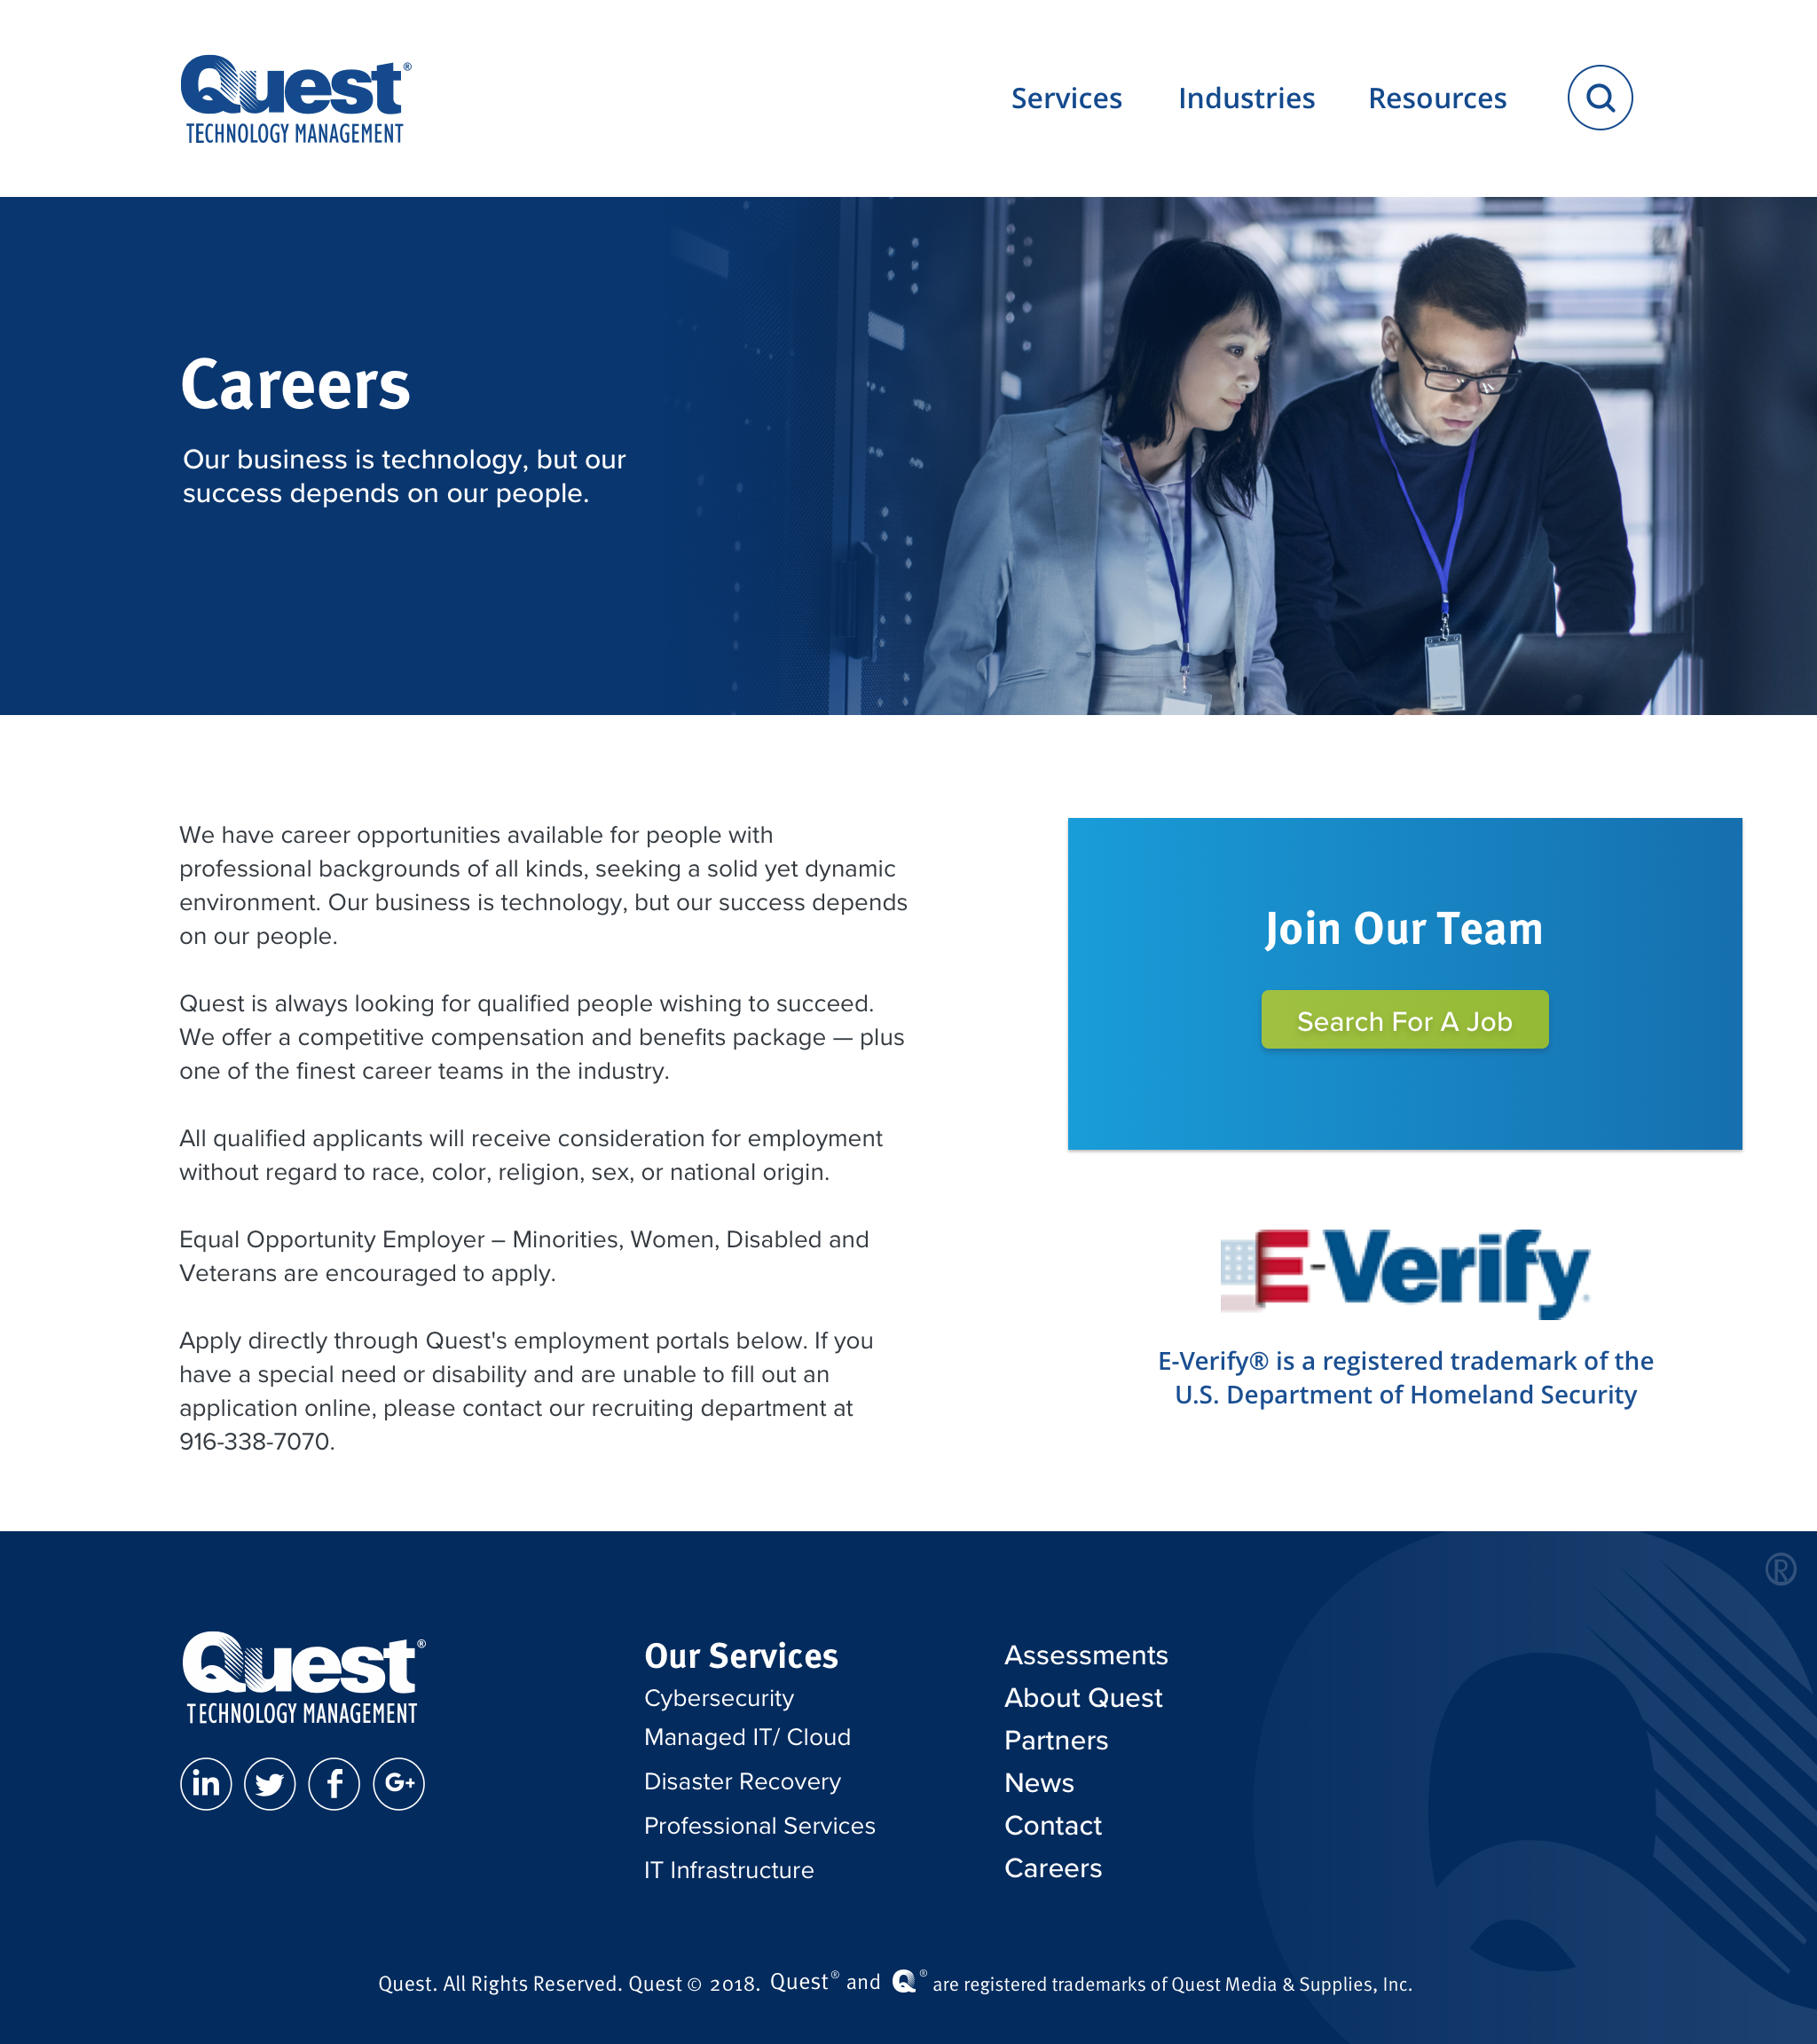 Quest®
TECHNOLOGY MANAGEMENT
Services
Industries
Resources
Careers
Our business is technology, but our
success depends on our people.
We have career opportunities available for people with
professional backgrounds of all kinds, seeking a solid yet dynamic
environment. Our business is technology, but our success depends
on our people.
Quest is always looking for qualified people wishing to succeed.
We offer a competitive compensation and benefits package — plus
one of the finest career teams in the industry.
All qualified applicants will receive consideration for employment
without regard to race, color, religion, sex, or national origin.
Equal Opportunity Employer – Minorities, Women, Disabled and
Veterans are encouraged to apply.
Apply directly through Quest's employment portals below. If you
have a special need or disability and are unable to fill out an
application online, please contact our recruiting department at
916-338-7070.
Join Our Team
Search For A Job
E-Verify
E-Verify® is a registered trademark of the
U.S. Department of Homeland Security
Quest®
TECHNOLOGY MANAGEMENT
in
f
G+
Our Services
Cybersecurity
Managed IT/ Cloud
Disaster Recovery
Professional Services
IT Infrastructure
Assessments
About Quest
Partners
News
Contact
Careers
Q®
Quest. All Rights Reserved. Quest © 2018. Quest® and Q® are registered trademarks of Quest Media & Supplies, Inc.